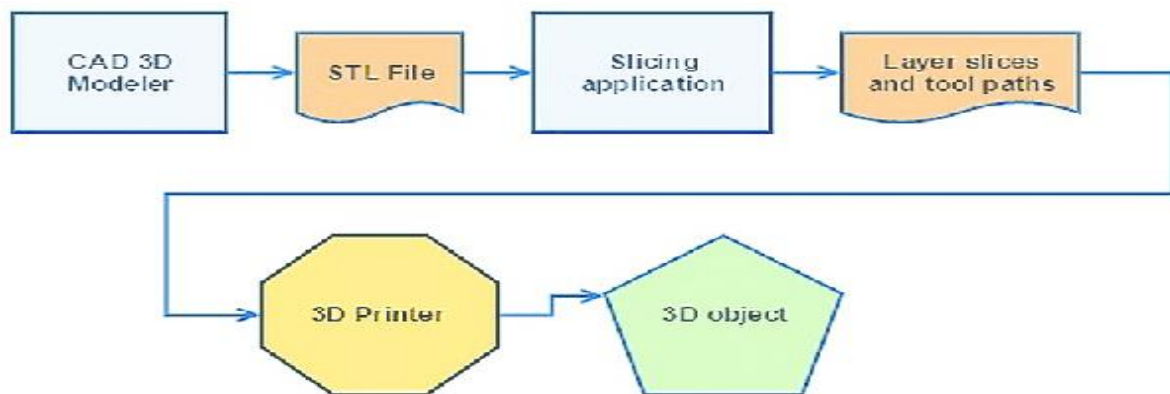 CAD 3D
Modeler
STL File
Slicing
application
Layer slices
and tool paths
3D Printer
3D object